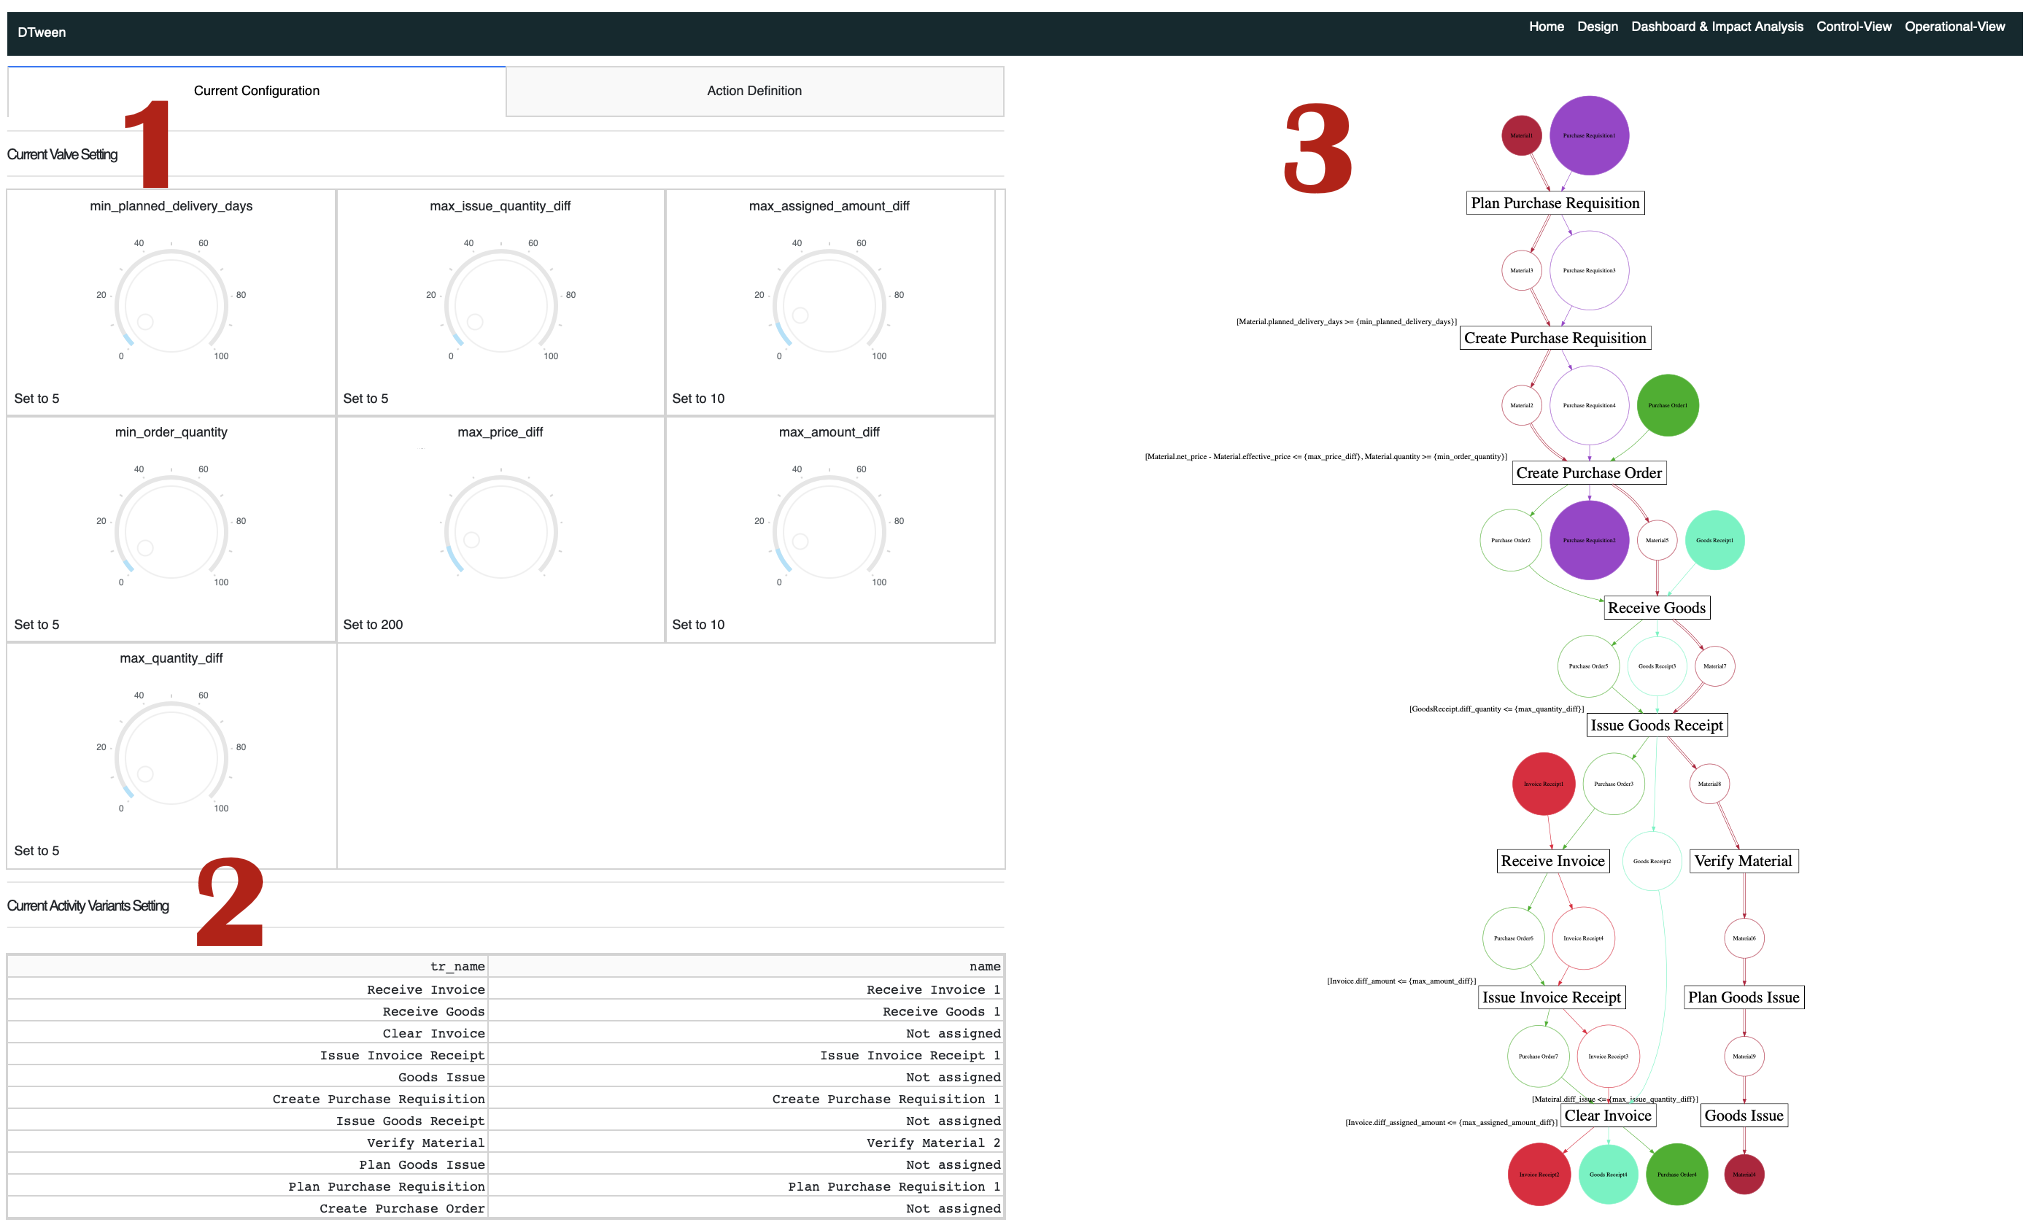 DTween
Home Design Dashboard & Impact Analysis Control-View Operational-View
Current Configuration
Action Definition
1
Current Valve Setting
min_planned_delivery_days
0 20 40 60 80 100
Set to 5
max_issue_quantity_diff
0 20 40 60 80 100
Set to 5
max_assigned_amount_diff
0 20 40 60 80 100
Set to 10
min_order_quantity
0 20 40 60 80 100
Set to 5
max_price_diff
Set to 200
max_amount_diff
0 20 40 60 80 100
Set to 10
max_quantity_diff
0 20 40 60 80 100
Set to 5
2
Current Activity Variants Setting
tr_name name
Receive Invoice Receive Invoice 1
Receive Goods Receive Goods 1
Clear Invoice Not assigned
Issue Invoice Receipt Issue Invoice Receipt 1
Goods Issue Not assigned
Create Purchase Requisition Create Purchase Requisition 1
Issue Goods Receipt Not assigned
Verify Material Verify Material 2
Plan Goods Issue Not assigned
Plan Purchase Requisition Plan Purchase Requisition 1
Create Purchase Order Not assigned
3
Material1 Purchase Requisition1
Plan Purchase Requisition
Material3 Purchase Requisition3
[Material.planned_delivery_days >= {min_planned_delivery_days}]
Create Purchase Requisition
Material2 Purchase Requisition4 Purchase Order1
[Material.net_price - Material.effective_price <= {max_price_diff}, Material.quantity >= {min_order_quantity}]
Create Purchase Order
Purchase Order2 Purchase Requisition2 Material5 Goods Receipt1
Receive Goods
Purchase Order5 Goods Receipt3 Material7
[GoodsReceipt.diff_quantity <= {max_quantity_diff}]
Issue Goods Receipt
Invoice Receipt1 Purchase Order3 Material8
Receive Invoice Goods Receipt2 Verify Material
Purchase Order6 Invoice Receipt4 Material6
[Invoice.diff_amount <= {max_amount_diff}]
Issue Invoice Receipt Plan Goods Issue
Purchase Order7 Invoice Receipt3 Material9
[Mateiral.diff_issue <= {max_issue_quantity_diff}]
[Invoice.diff_assigned_amount <= {max_assigned_amount_diff}]
Clear Invoice Goods Issue
Invoice Receipt2 Goods Receipt4 Purchase Order4